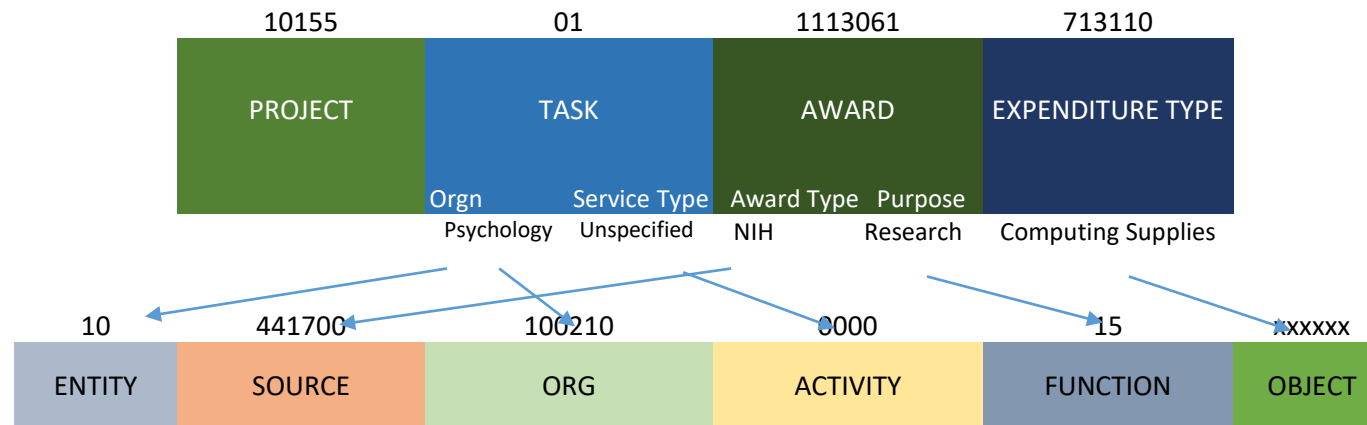 10155 01 1113061 713110
PROJECT TASK AWARD EXPENDITURE TYPE
Orgn Service Type Award Type Purpose
Psychology Unspecified NIH Research Computing Supplies
10 441700 100210 0000 15 xxxxxx
ENTITY SOURCE ORG ACTIVITY FUNCTION OBJECT